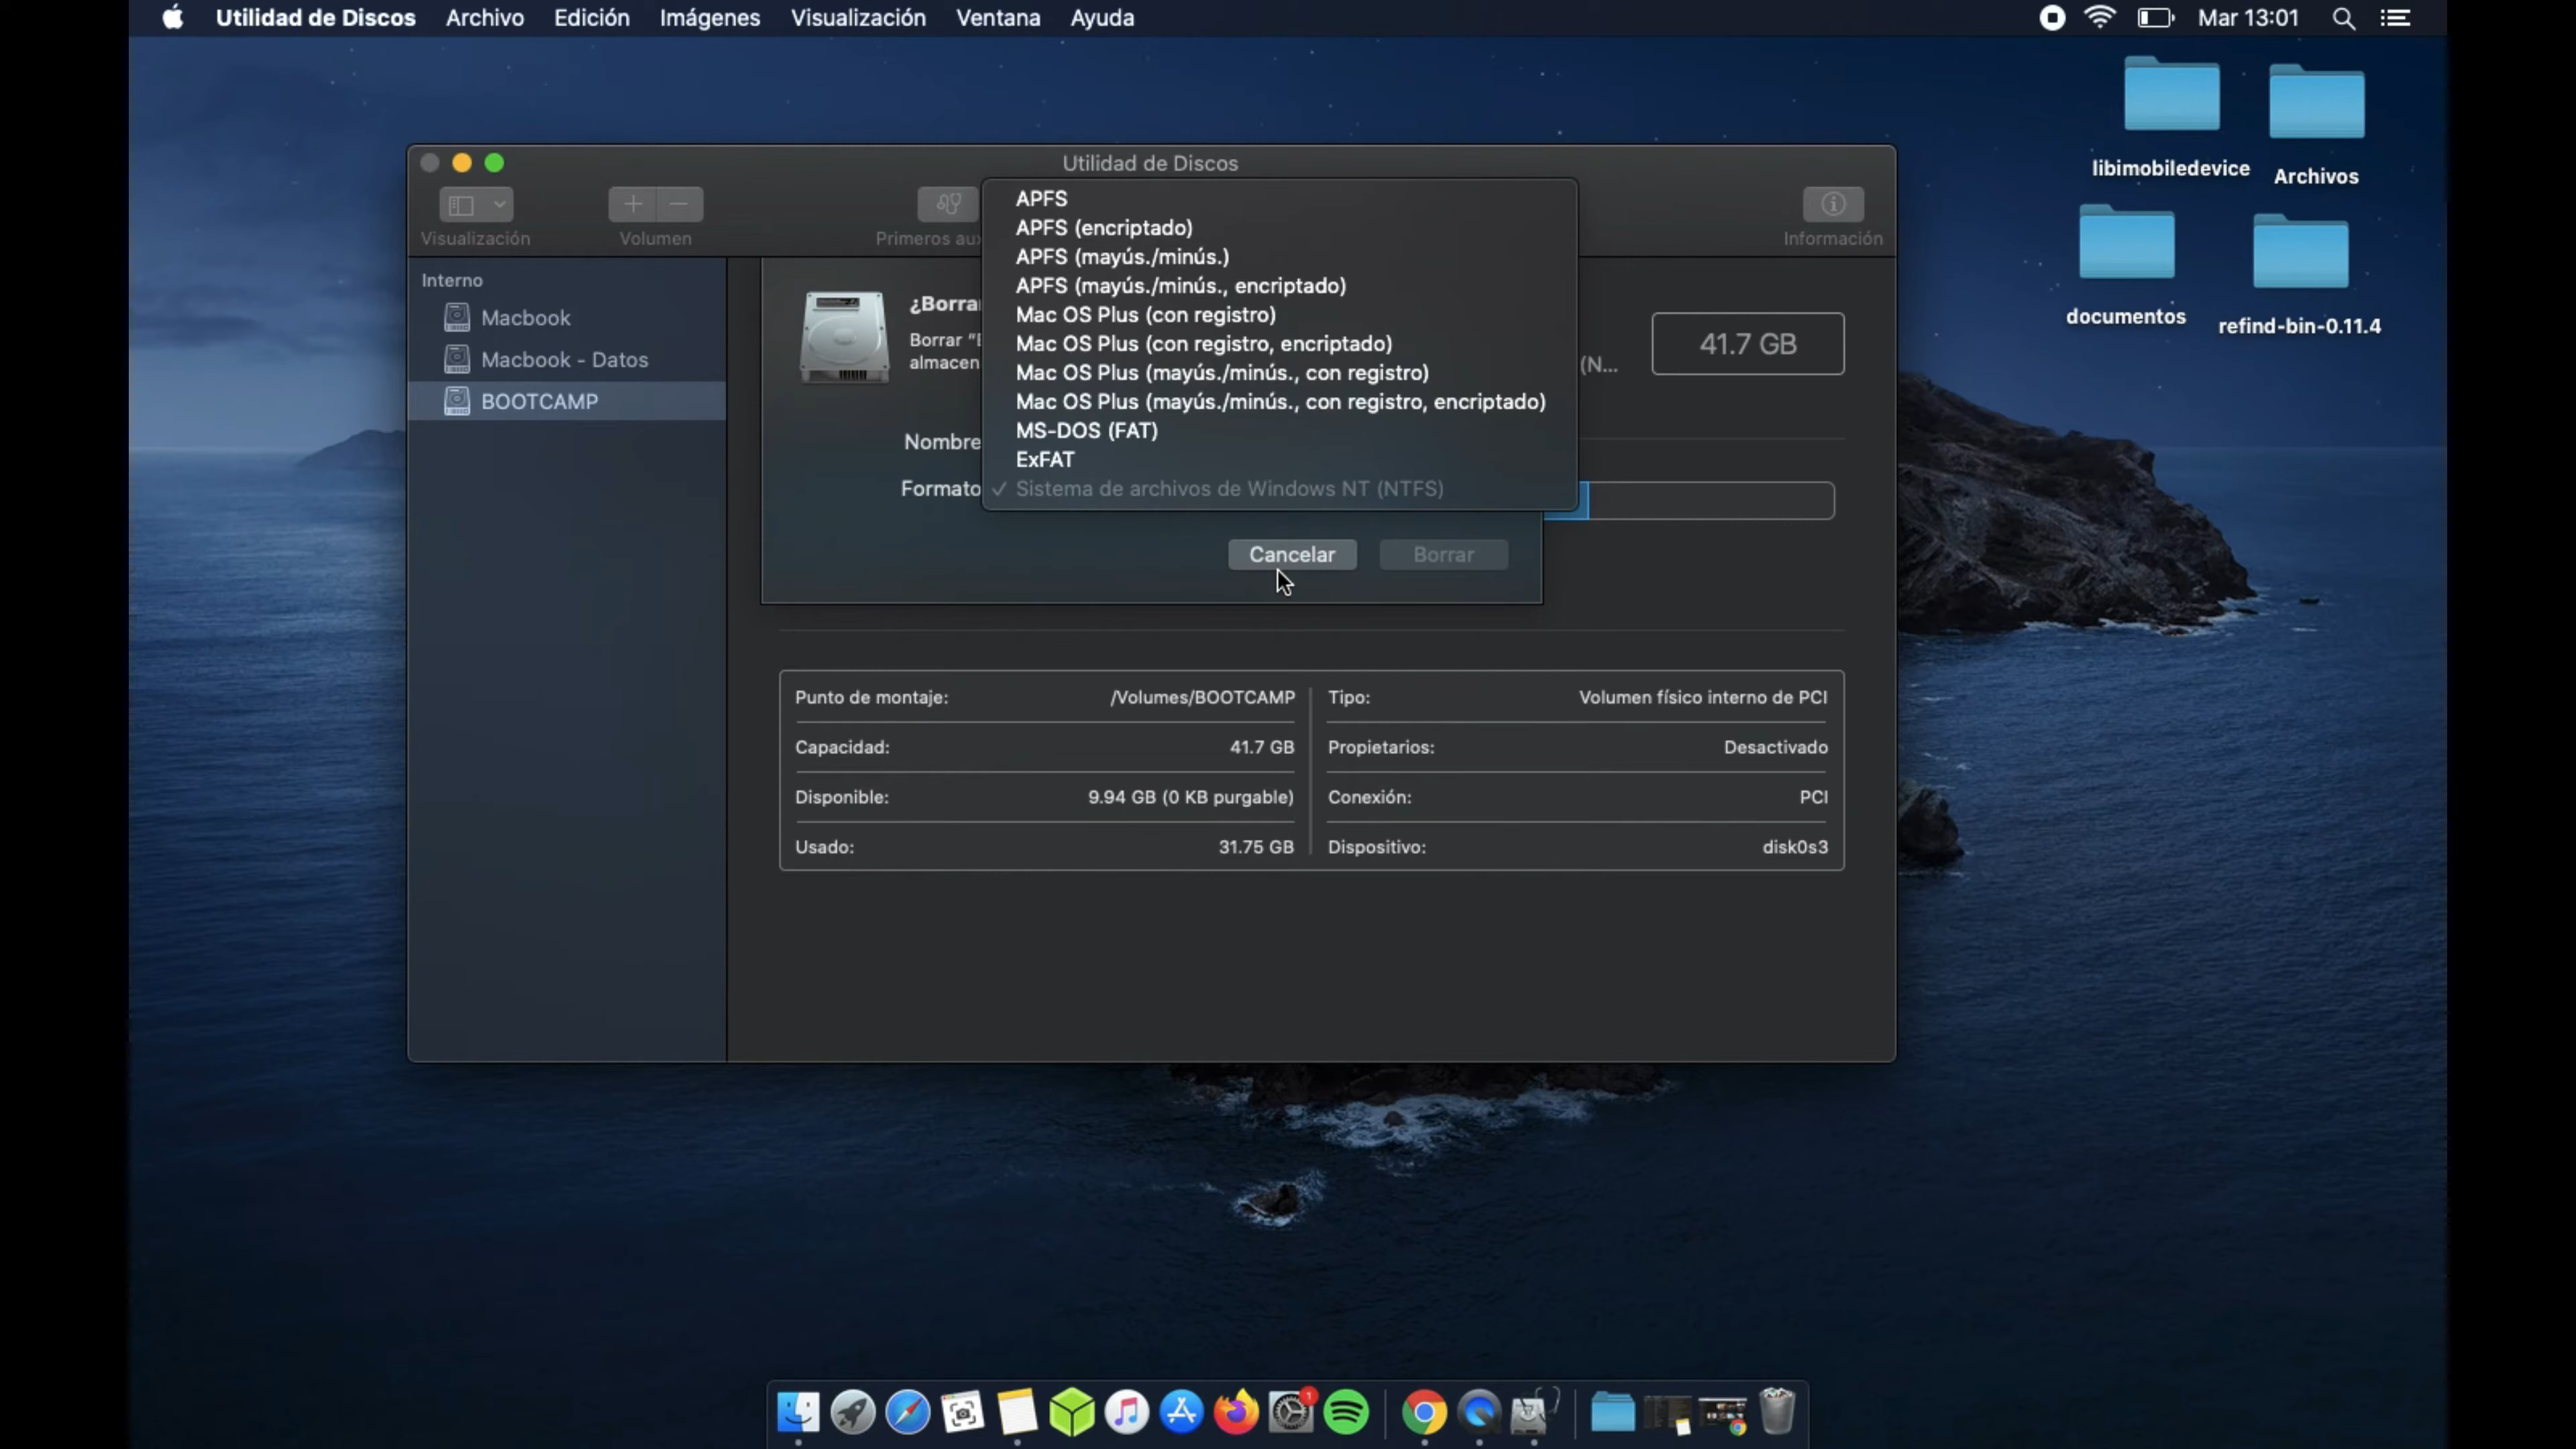 Utilidad de Discos Archivo Edición Imágenes Visualización Ventana Ayuda Mar 13:01
libimobiledevice
Archivos
documentos
refind-bin-0.11.4
Utilidad de Discos
Visualización
Volumen
Primeros aux
Información
Interno
Macbook
Macbook - Datos
BOOTCAMP
¿Borra
Borrar "B
almacen
Nombre
Formato
APFS
APFS (encriptado)
APFS (mayús./minús.)
APFS (mayús./minús., encriptado)
Mac OS Plus (con registro)
Mac OS Plus (con registro, encriptado)
Mac OS Plus (mayús./minús., con registro)
Mac OS Plus (mayús./minús., con registro, encriptado)
MS-DOS (FAT)
ExFAT
✓ Sistema de archivos de Windows NT (NTFS)
(N...
41.7 GB
Cancelar
Borrar
Punto de montaje: /Volumes/BOOTCAMP
Tipo: Volumen físico interno de PCI
Capacidad: 41.7 GB
Propietarios: Desactivado
Disponible: 9.94 GB (0 KB purgable)
Conexión: PCI
Usado: 31.75 GB
Dispositivo: disk0s3
1